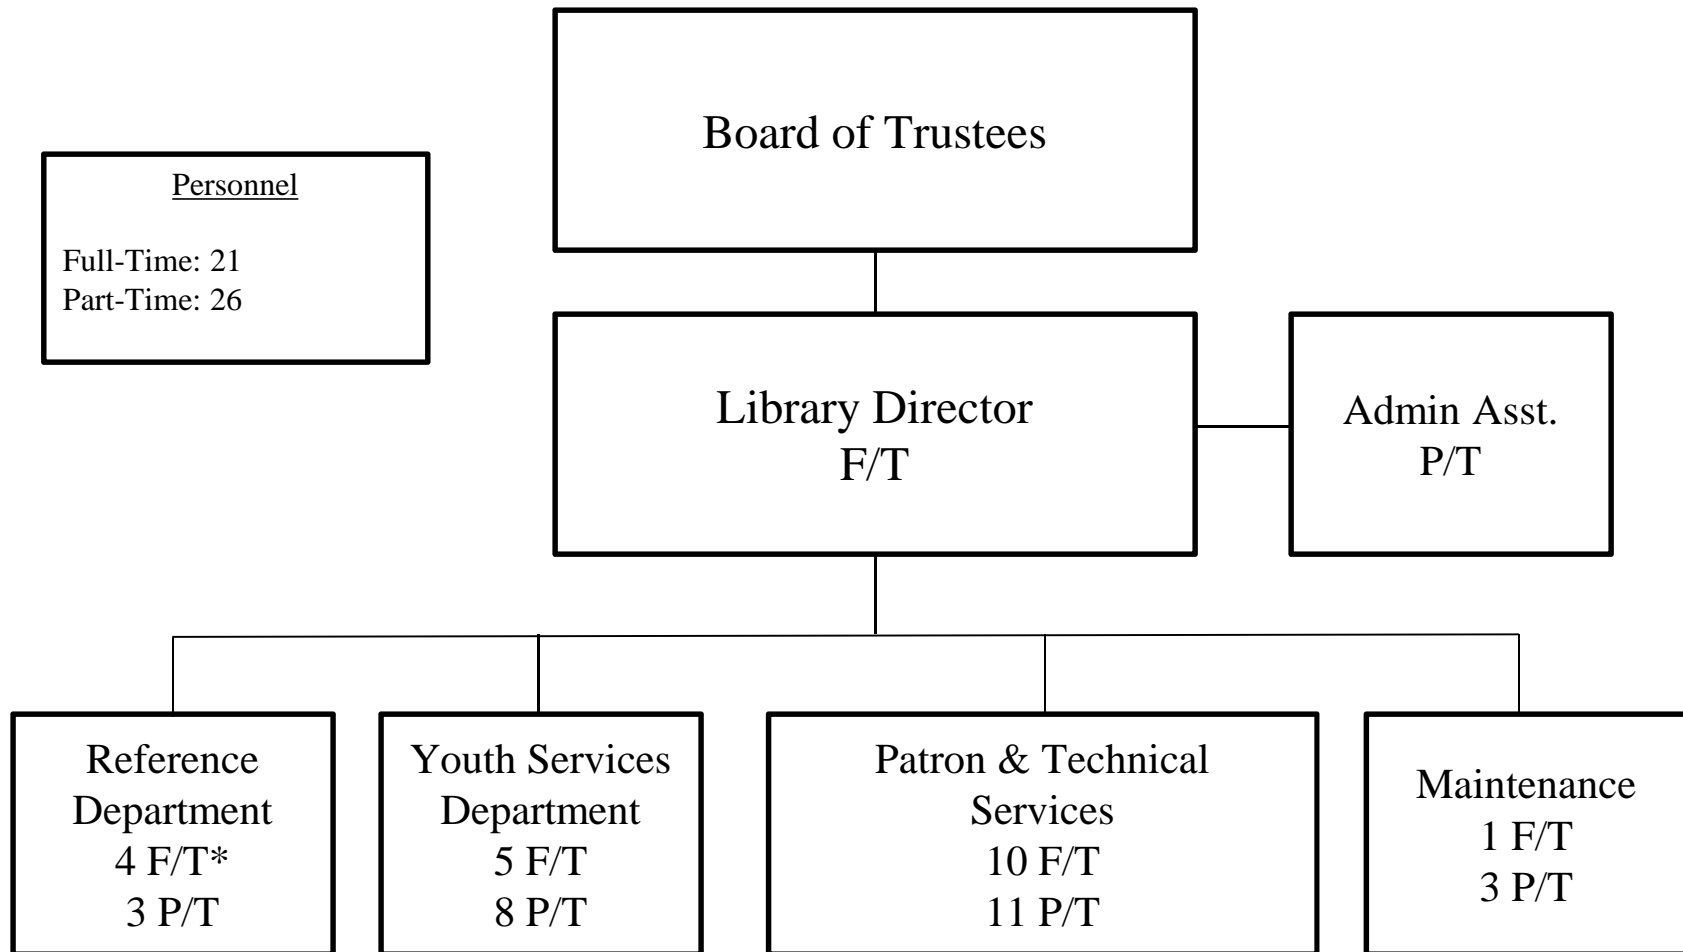 Board of Trustees
Personnel
Full-Time: 21
Part-Time: 26
Library Director
F/T
Admin Asst.
P/T
Reference
Department
4 F/T*
3 P/T
Youth Services
Department
5 F/T
8 P/T
Patron & Technical
Services
10 F/T
11 P/T
Maintenance
1 F/T
3 P/T